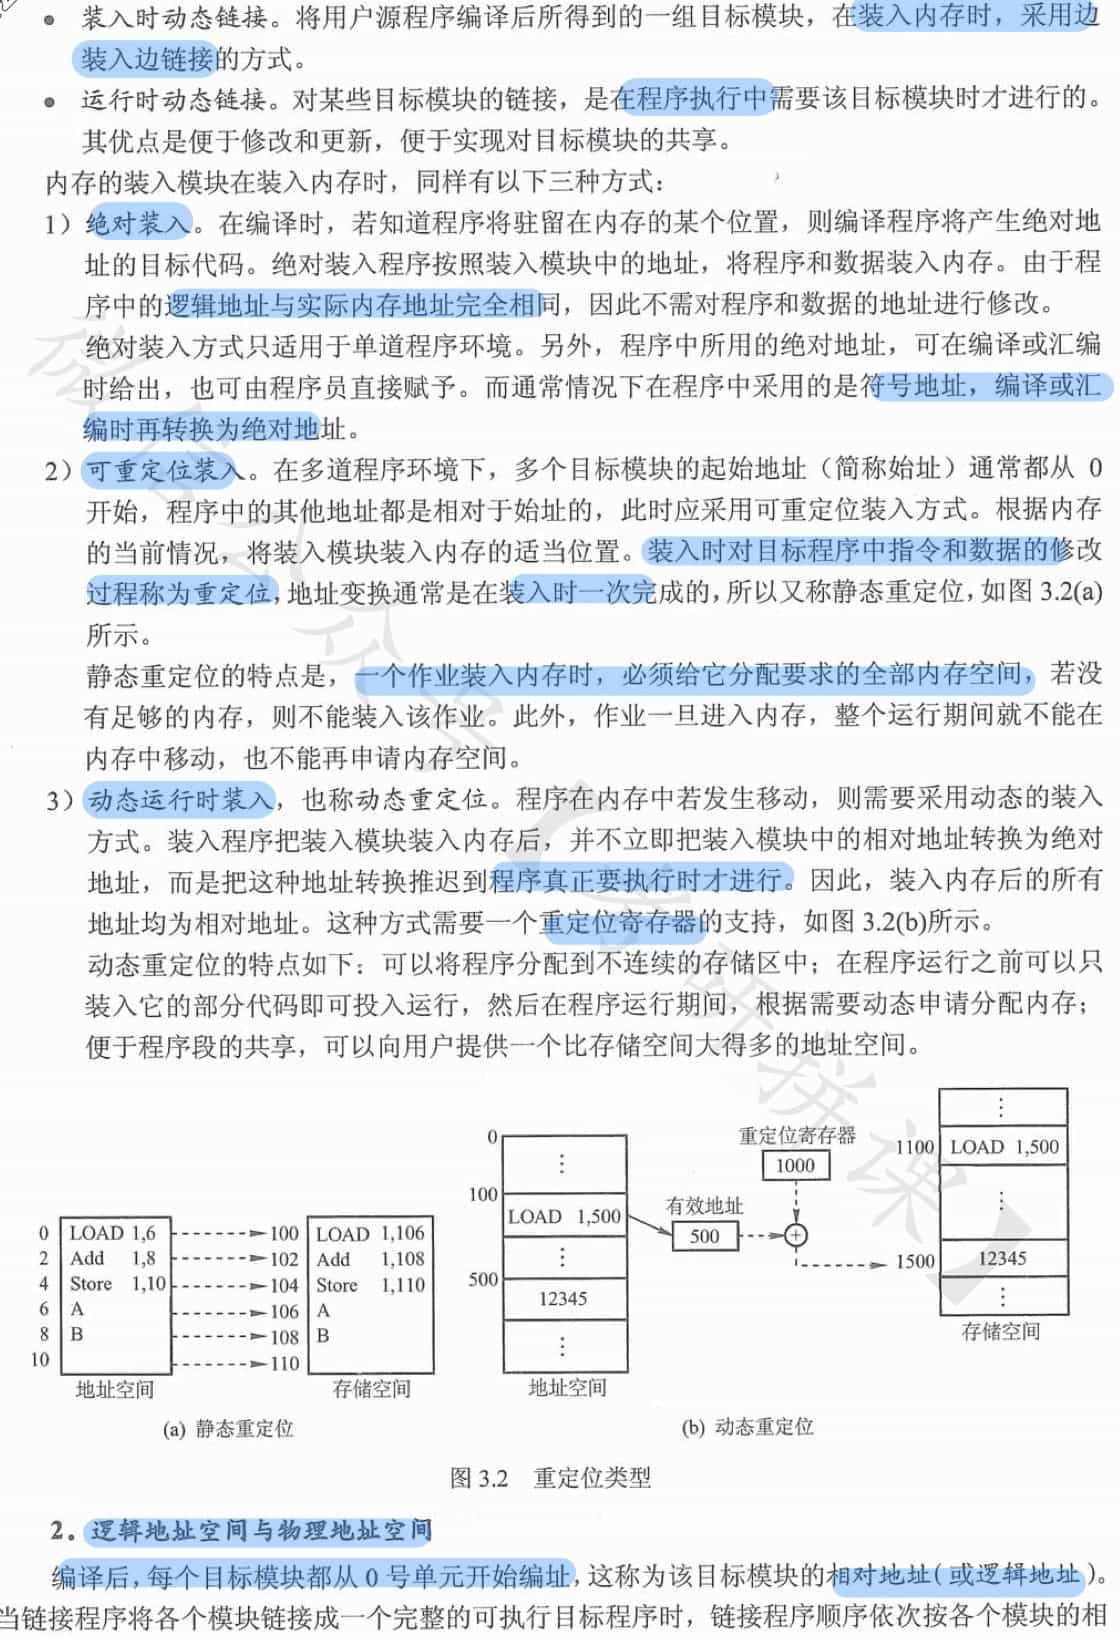 • 装入时动态链接。将用户源程序编译后所得到的一组目标模块，在装入内存时，采用边
装入边链接的方式。
• 运行时动态链接。对某些目标模块的链接，是在程序执行中需要该目标模块时才进行的。
其优点是便于修改和更新，便于实现对目标模块的共享。
内存的装入模块在装入内存时，同样有以下三种方式：
1）绝对装入。在编译时，若知道程序将驻留在内存的某个位置，则编译程序将产生绝对地
址的目标代码。绝对装入程序按照装入模块中的地址，将程序和数据装入内存。由于程
序中的逻辑地址与实际内存地址完全相同，因此不需对程序和数据的地址进行修改。
绝对装入方式只适用于单道程序环境。另外，程序中所用的绝对地址，可在编译或汇编
时给出，也可由程序员直接赋予。而通常情况下在程序中采用的是符号地址，编译或汇
编时再转换为绝对地址。
2）可重定位装入。在多道程序环境下，多个目标模块的起始地址（简称始址）通常都从 0
开始，程序中的其他地址都是相对于始址的，此时应采用可重定位装入方式。根据内存
的当前情况，将装入模块装入内存的适当位置。装入时对目标程序中指令和数据的修改
过程称为重定位，地址变换通常是在装入时一次完成的，所以又称静态重定位，如图 3.2(a)
所示。
静态重定位的特点是，一个作业装入内存时，必须给它分配要求的全部内存空间，若没
有足够的内存，则不能装入该作业。此外，作业一旦进入内存，整个运行期间就不能在
内存中移动，也不能再申请内存空间。
3）动态运行时装入，也称动态重定位。程序在内存中若发生移动，则需要采用动态的装入
方式。装入程序把装入模块装入内存后，并不立即把装入模块中的相对地址转换为绝对
地址，而是把这种地址转换推迟到程序真正要执行时才进行。因此，装入内存后的所有
地址均为相对地址。这种方式需要一个重定位寄存器的支持，如图 3.2(b)所示。
动态重定位的特点如下：可以将程序分配到不连续的存储区中；在程序运行之前可以只
装入它的部分代码即可投入运行，然后在程序运行期间，根据需要动态申请分配内存；
便于程序段的共享，可以向用户提供一个比存储空间大得多的地址空间。
0 LOAD 1,6 100 LOAD 1,106
2 Add 1,8 102 Add 1,108
4 Store 1,10 104 Store 1,110
6 A 106 A
8 B 108 B
10 110
地址空间 存储空间
(a) 静态重定位
0
⋮
100
LOAD 1,500
⋮
500
12345
⋮
地址空间
有效地址
500
重定位寄存器
1000
+
⋮
1100 LOAD 1,500
⋮
1500 12345
⋮
存储空间
(b) 动态重定位
图 3.2 重定位类型
2。逻辑地址空间与物理地址空间
编译后，每个目标模块都从 0 号单元开始编址，这称为该目标模块的相对地址（或逻辑地址）。
当链接程序将各个模块链接成一个完整的可执行目标程序时，链接程序顺序依次按各个模块的相
微信公众号【考研拼课】